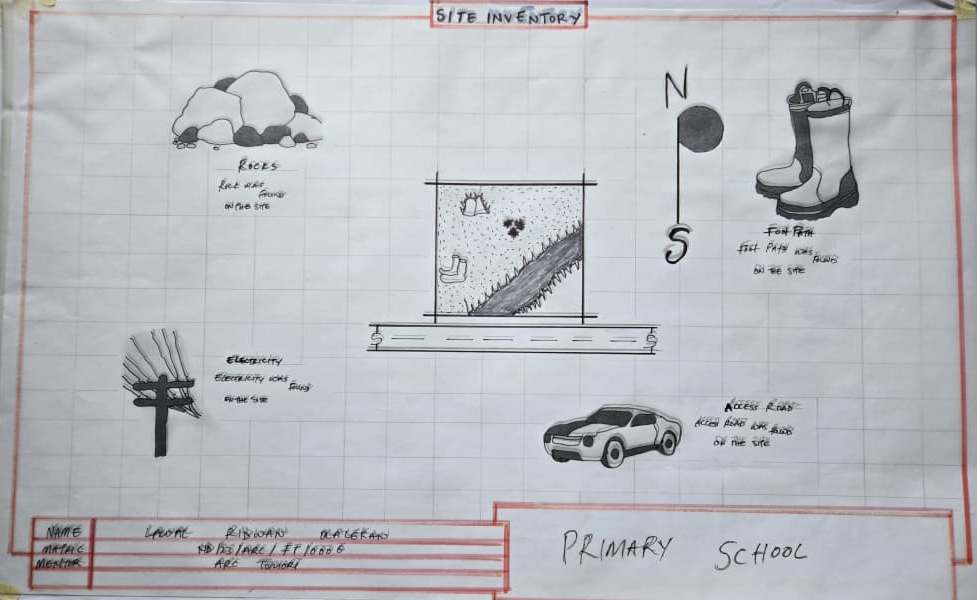 SITE INVENTORY
N
S
ROCKS
ROCK WAS
FOUND
ON THE SITE
FOOT PATH
FOOT PATH WAS
FOUND
ON THE SITE
S S
ELECTRICITY
ELECTRICITY WAS
FOUND
ON THE SITE
ACCESS ROAD
ACCESS ROAD WAS FOUND
ON THE SITE
NAME LAWAL RIDWAN
MATRIC
MENTOR ARC TOMORI
PRIMARY SCHOOL